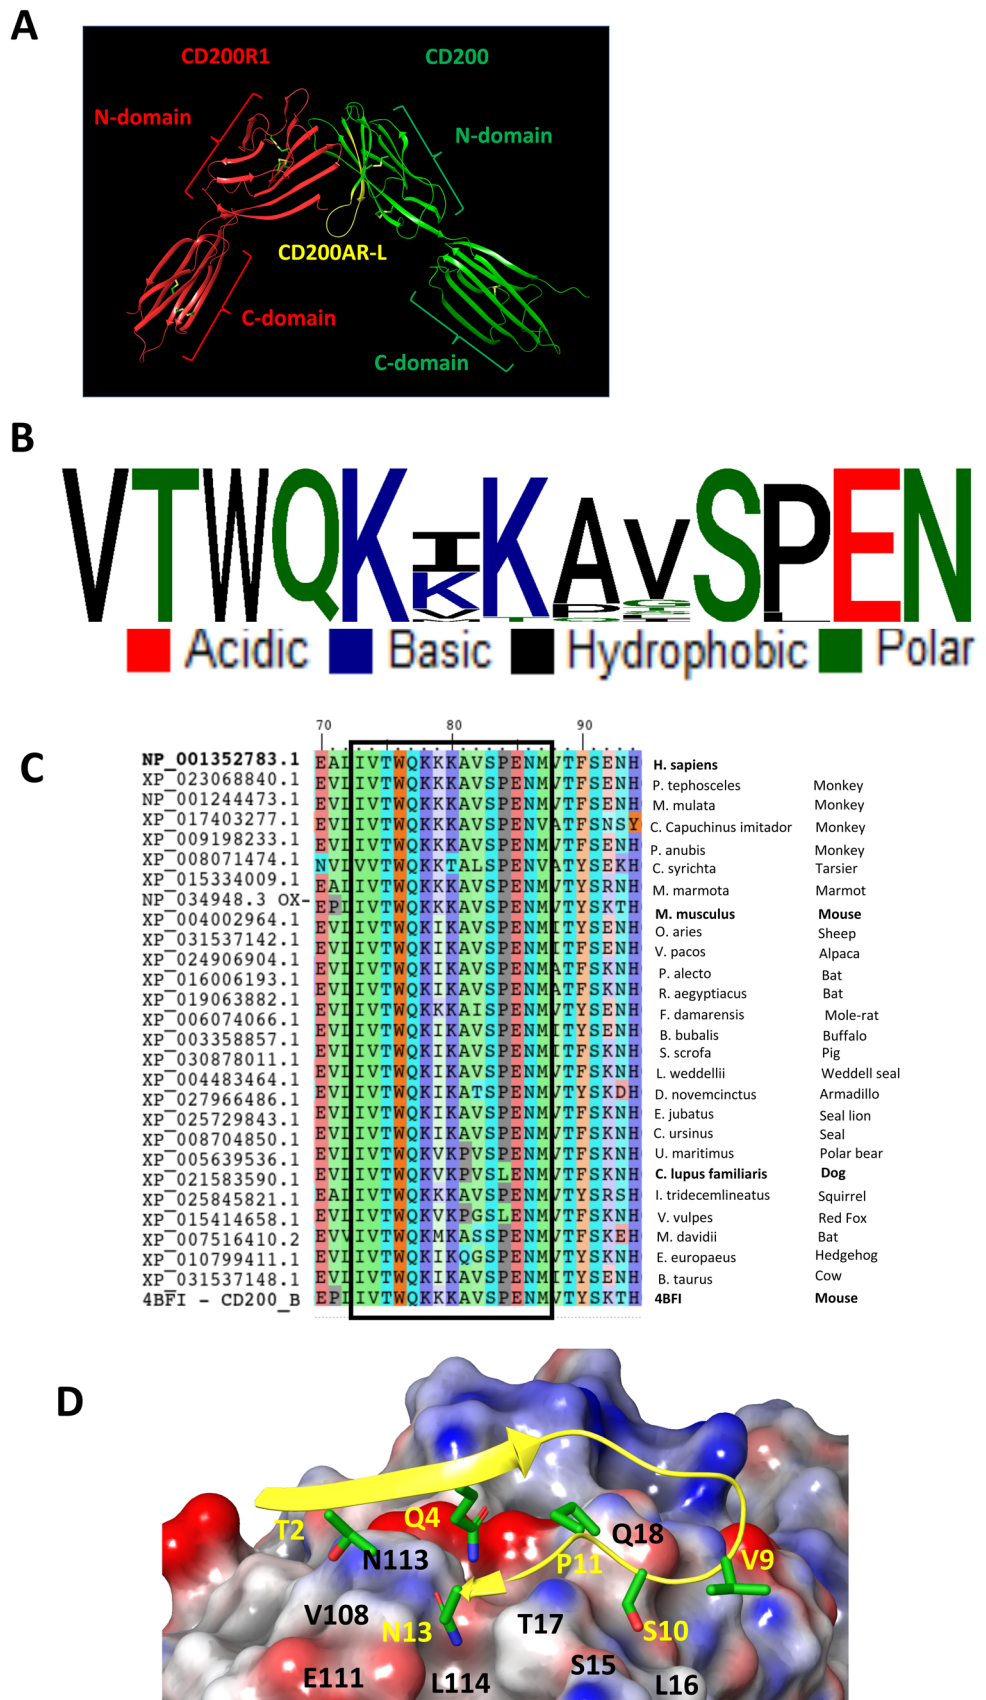 A
CD200R1
CD200
N-domain
N-domain
CD200AR-L
C-domain
C-domain
B
VTWQKIKAVSPEN
Acidic Basic Hydrophobic Polar
C
70 80 90
NP_001352783.1
XP_023068840.1
NP_001244473.1
XP_017403277.1
XP_009198233.1
XP_008071474.1
XP_015334009.1
NP_034948.3 OX-
XP_004002964.1
XP_031537142.1
XP_024906904.1
XP_016006193.1
XP_019063882.1
XP_006074066.1
XP_003358857.1
XP_030878011.1
XP_004483464.1
XP_027966486.1
XP_025729843.1
XP_008704850.1
XP_005639536.1
XP_021583590.1
XP_025845821.1
XP_015414658.1
XP_007516410.2
XP_010799411.1
XP_031537148.1
4BFI - CD200_B
EALIVTWQKKKAVSPENMVTFSENH
EVLIVTWQKKKAVSPENMVTFSENH
EVLIVTWQKKKAVSPENMVTFSENH
EVLIVTWQKKKAVSPENVATFSNSY
EVLIVTWQKKKAVSPENMVTFSENH
NVLVVTWQKKTALSPENVATYSEKH
EALIVTWQKKKAVSPENMVTYSRNH
EPLIVTWQKKKAVSPENMVTYSKTH
EVLIVTWQKIKAVSPENMITYSKNH
EVLIVTWQKIKAVSPENMVTFSKNH
EVLIVTWQKIKAVSPENMATFSKNH
EVLIVTWQKIKAVSPENMATFSKNH
EVLIVTWQKKKAISPENMVTYSENH
EVLIVTWQKIKAVSPENMITYSENH
EVLIVTWQKIKAVSPENMITFSKNH
EVLIVTWQKIKAVSPENMVTFSKNH
EVLIVTWQKIKATSPENMVTYSKDH
EVLIVTWQKIKAVSPENMVTFSKNH
EVLIVTWQKIKAVSPENMVTFSKNH
EVLIVTWQKVKPVSPENMVTFSKNH
EVLIVTWQKVKPVSLENMVTFSKNH
EALIVTWQKKKAVSPENMVTYSRSH
EVLIVTWQKVKPGSLENMVTFSKNH
EVVIVTWQKMKASSPENMVTFSKEH
EVLIVTWQKIKQGSPENMVTYSKNH
EVLIVTWQKIKAVSPENMITYSENH
EPLIVTWQKKKAVSPENMVTYSKTH
H. sapiens
P. tephosceles Monkey
M. mulata Monkey
C. Capuchinus imitador Monkey
P. anubis Monkey
C. syrichta Tarsier
M. marmota Marmot
M. musculus Mouse
O. aries Sheep
V. pacos Alpaca
P. alecto Bat
R. aegyptiacus Bat
F. damarensis Mole-rat
B. bubalis Buffalo
S. scrofa Pig
L. weddellii Weddell seal
D. novemcinctus Armadillo
E. jubatus Seal lion
C. ursinus Seal
U. maritimus Polar bear
C. lupus familiaris Dog
I. tridecemlineatus Squirrel
V. vulpes Red Fox
M. davidii Bat
E. europaeus Hedgehog
B. taurus Cow
4BFI Mouse
D
T2
Q4
N113
Q18
P11
V9
V108
N13
T17
S10
E111
L114
S15
L16